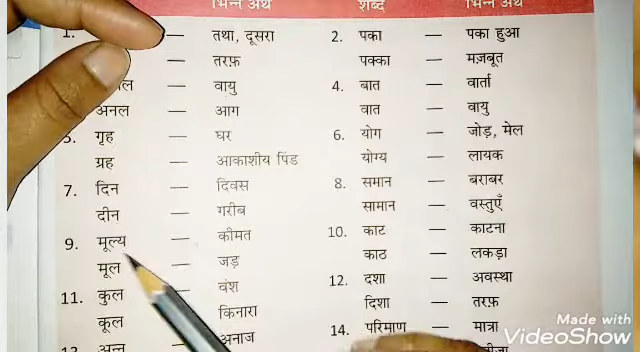 भिन्न अर्थ शब्द भिन्न अर्थ
1. — तथा, दूसरा 2. पका — पका हुआ
— तरफ़ पक्का — मज़बूत
— वायु 4. बात — वार्ता
अनल — आग वात — वायु
5. गृह — घर 6. योग — जोड़, मेल
ग्रह — आकाशीय पिंड योग्य — लायक
7. दिन — दिवस 8. समान — बराबर
दीन — गरीब सामान — वस्तुएँ
9. मूल्य — कीमत 10. काट — काटना
मूल — जड़ काठ — लकड़ा
11. कुल — वंश 12. दशा — अवस्था
कूल — किनारा दिशा — तरफ़
अन्न — अनाज 14. परिमाण — मात्रा
Made with
VideoShow